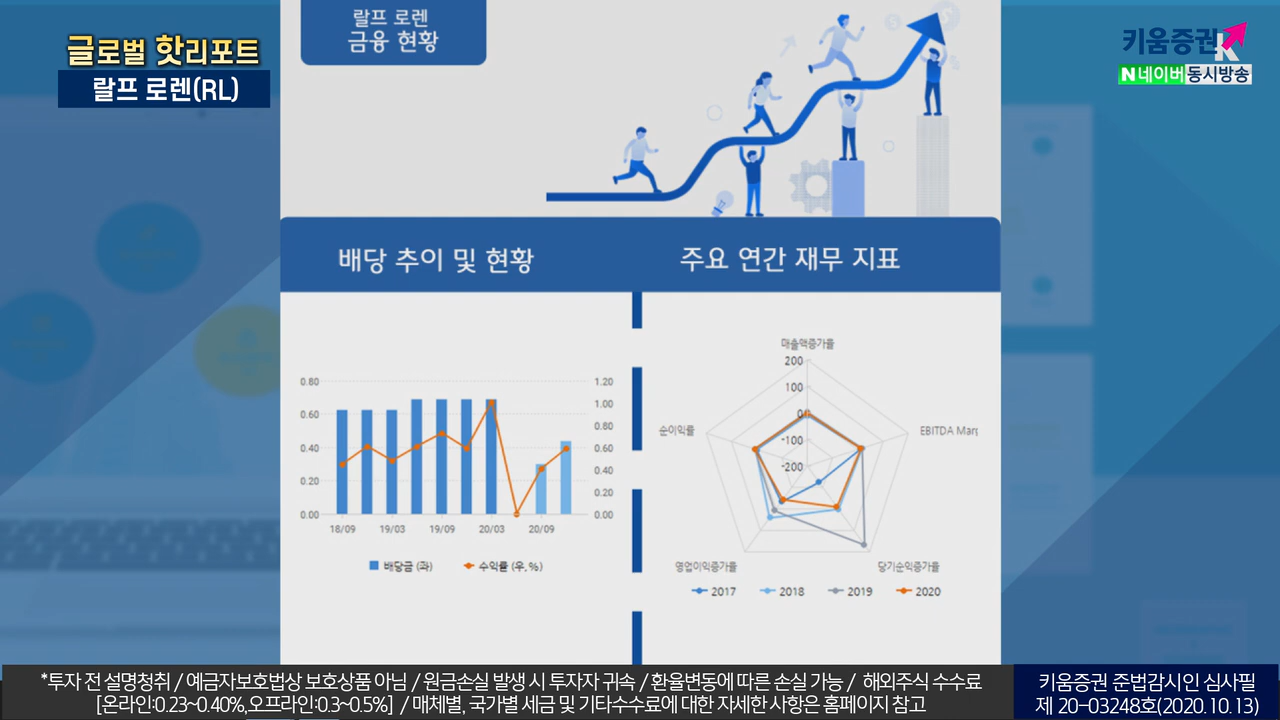 글로벌 핫리포트
랄프 로렌(RL)
랄프 로렌
금융 현황
키움증권
N 네이버 동시방송
배당 추이 및 현황
주요 연간 재무 지표
0.80
0.60
0.40
0.20
0.00
1.20
1.00
0.80
0.60
0.40
0.20
0.00
18/09 19/03 19/09 20/03 20/09
배당금 (좌) 수익률 (우, %)
매출액증가율
200
100
0
-100
-200
순이익률
EBITDA Marg
영업이익증가율
당기순익증가율
2017 2018 2019 2020
*투자 전 설명청취 / 예금자보호법상 보호상품 아님 / 원금손실 발생 시 투자자 귀속 / 환율변동에 따른 손실 가능 / 해외주식 수수료
[온라인:0.23~0.40%,오프라인:0.3~0.5%] / 매체별, 국가별 세금 및 기타수수료에 대한 자세한 사항은 홈페이지 참고
키움증권 준법감시인 심사필
제 20-03248호(2020.10.13)